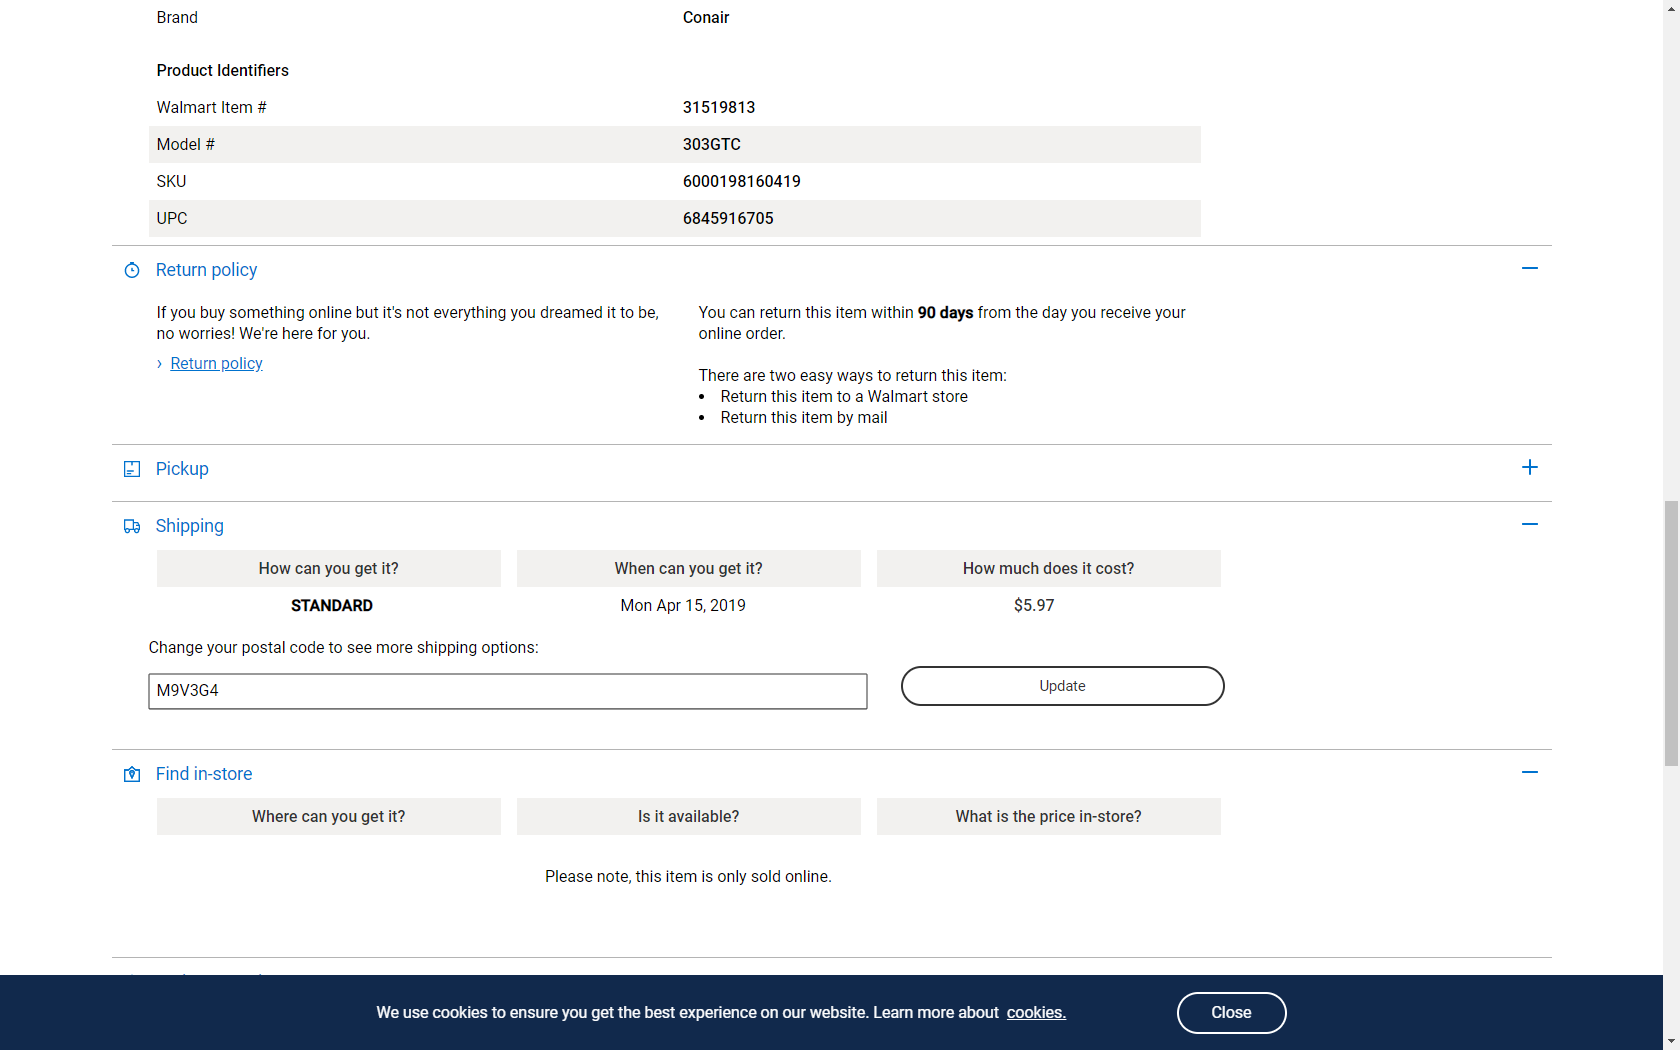 Brand Conair
Product Identifiers
Walmart Item # 31519813
Model # 303GTC
SKU 6000198160419
UPC 6845916705
Return policy
If you buy something online but it's not everything you dreamed it to be,
no worries! We're here for you.
› Return policy
You can return this item within 90 days from the day you receive your
online order.
There are two easy ways to return this item:
• Return this item to a Walmart store
• Return this item by mail
Pickup
Shipping
How can you get it? When can you get it? How much does it cost?
STANDARD Mon Apr 15, 2019 $5.97
Change your postal code to see more shipping options:
M9V3G4 Update
Find in-store
Where can you get it? Is it available? What is the price in-store?
Please note, this item is only sold online.
We use cookies to ensure you get the best experience on our website. Learn more about cookies. Close